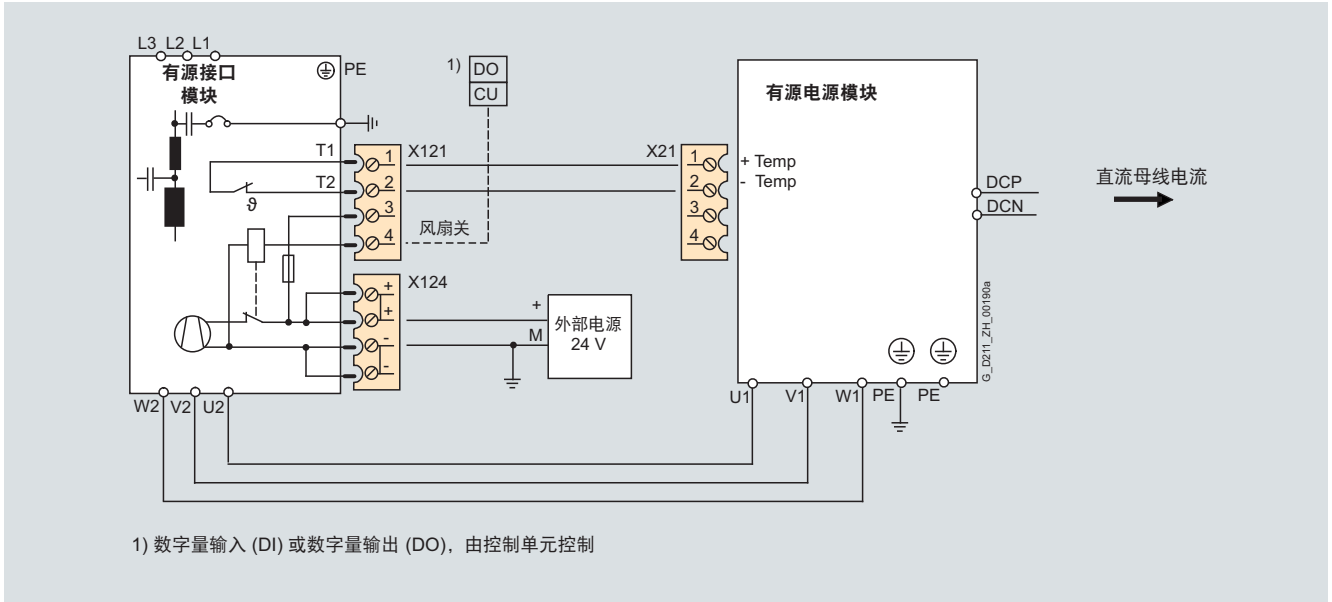 L3 L2 L1
有源接口
模块
PE
1) DO
CU
有源电源模块
T1
T2
ϑ
X121
1
2
3
4
风扇关
X21
1
2
3
4
+ Temp
- Temp
DCP
DCN
直流母线电流
X124
+
+
-
-
+
M
外部电源
24 V
G_D211_ZH_00190a
W2 V2 U2
U1 V1 W1 PE PE
1) 数字量输入 (DI) 或数字量输出 (DO)，由控制单元控制